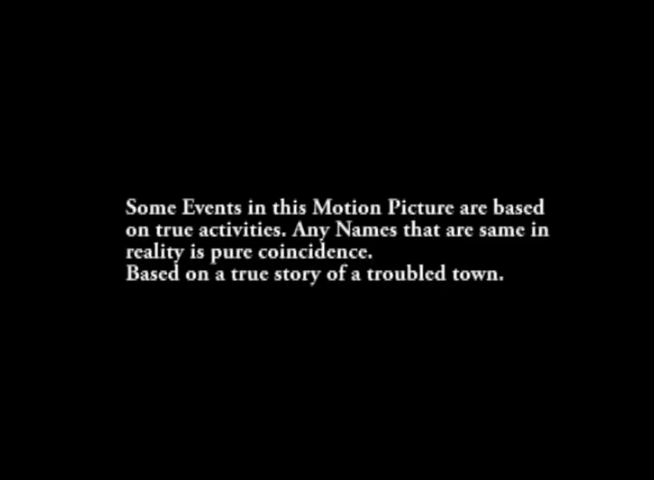 Some Events in this Motion Picture are based
on true activities. Any Names that are same in
reality is pure coincidence.
Based on a true story of a troubled town.